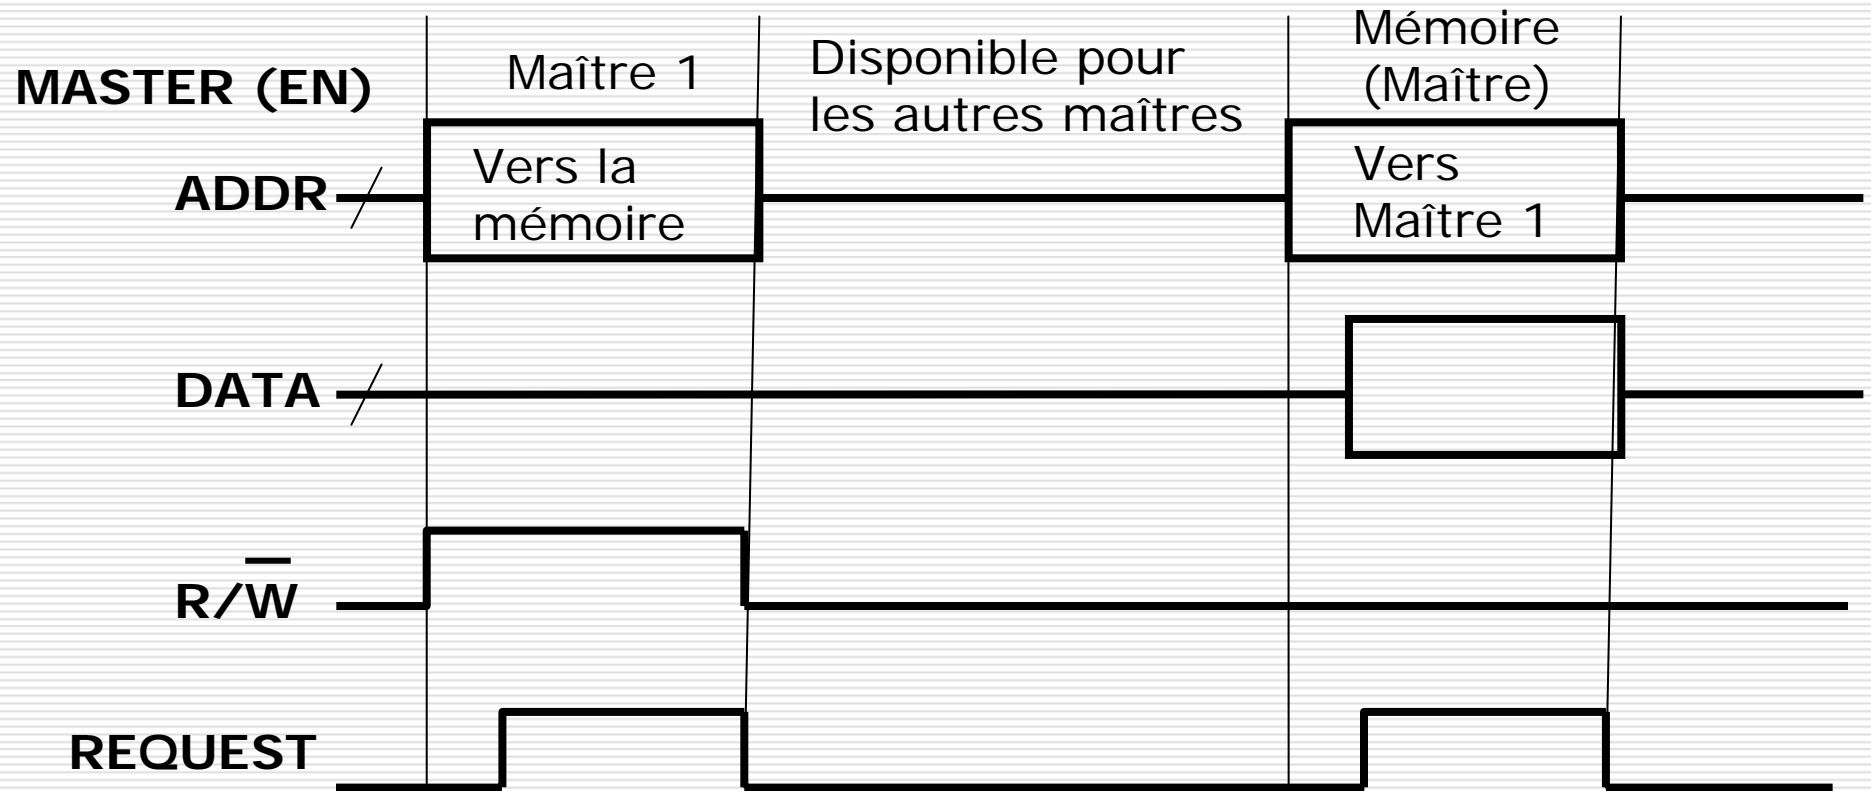 MASTER (EN)
Maître 1
Disponible pour
les autres maîtres
Mémoire
(Maître)
ADDR
Vers la
mémoire
Vers
Maître 1
DATA
R/W̅
REQUEST